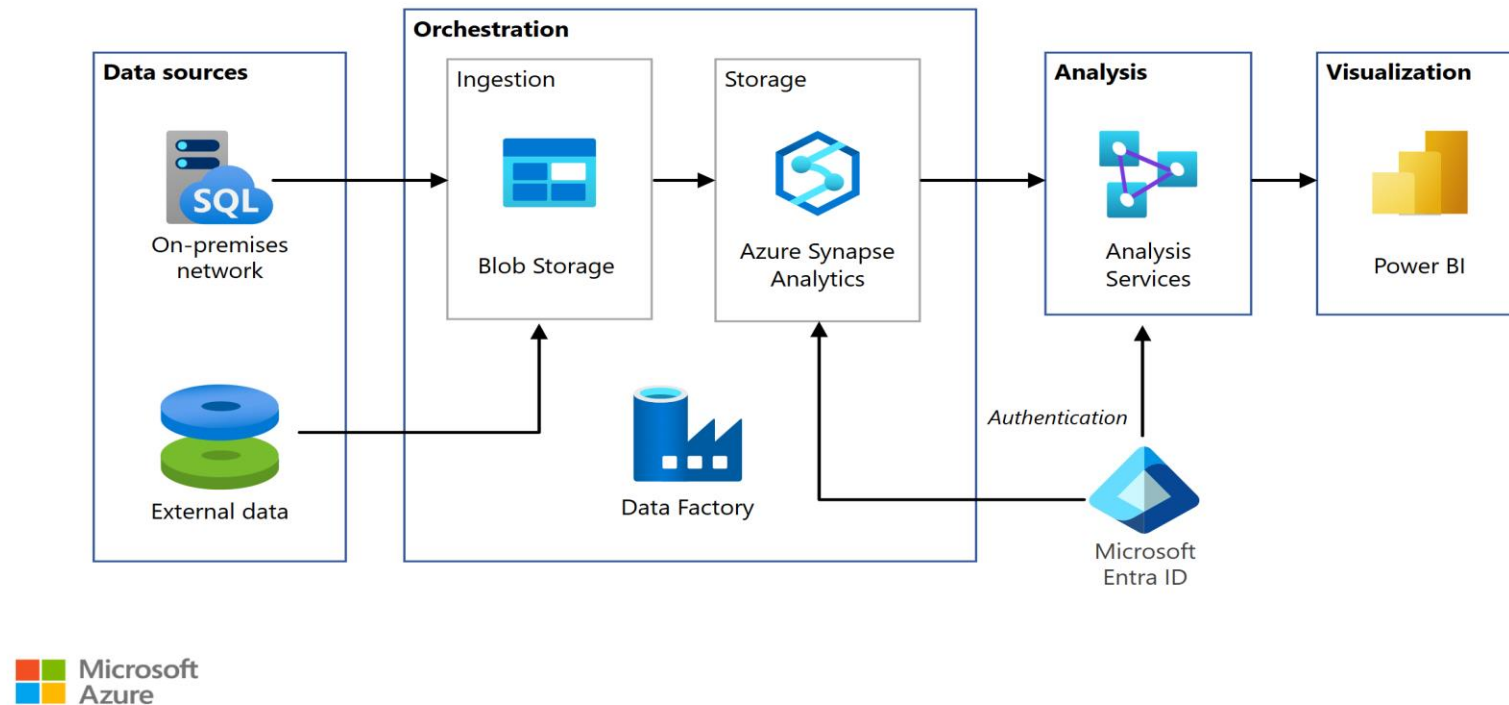 Orchestration
Data sources
Ingestion
Storage
Analysis
Visualization
SQL
On-premises
network
Blob Storage
Azure Synapse
Analytics
Analysis
Services
Power BI
Authentication
External data
Data Factory
Microsoft
Entra ID
Microsoft
Azure